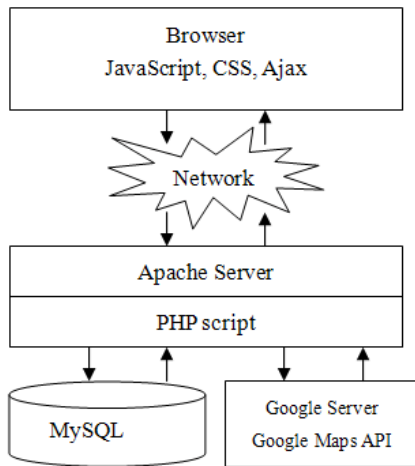 Browser
JavaScript, CSS, Ajax
Network
Apache Server
PHP script
MySQL
Google Server
Google Maps API